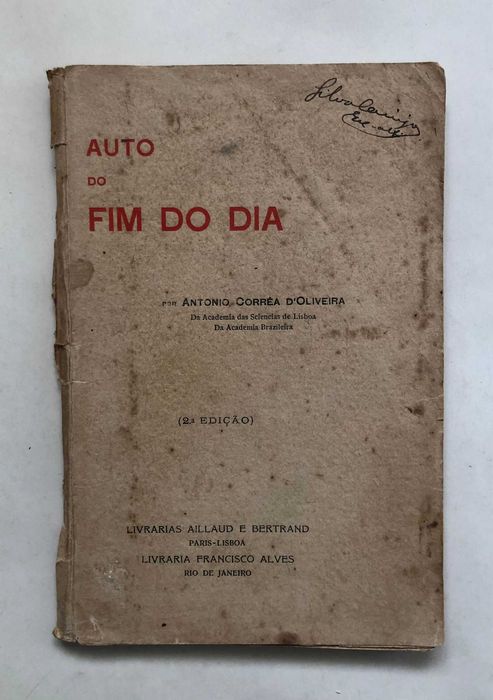 AUTO
DO
FIM DO DIA
POR ANTONIO CORRÊA D'OLIVEIRA
Da Academia das Sciencias de Lisboa
Da Academia Brazileira
(2.ª EDIÇÃO)
LIVRARIAS AILLAUD E BERTRAND
PARIS-LISBOA
LIVRARIA FRANCISCO ALVES
RIO DE JANEIRO